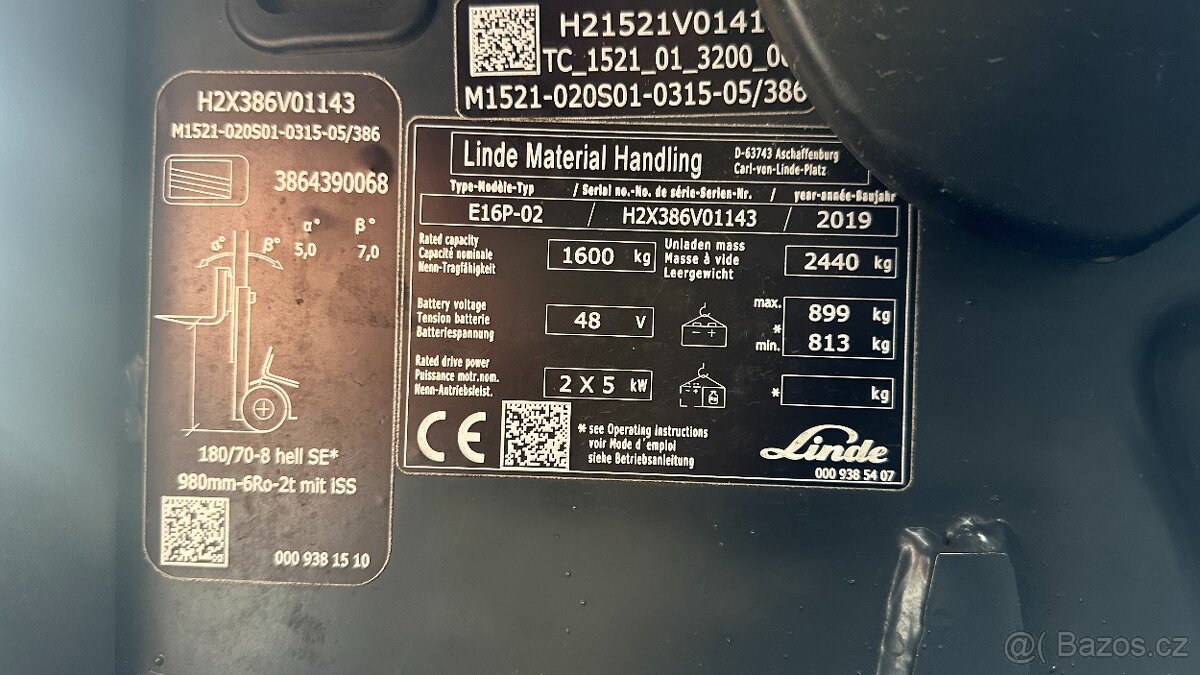 H21521V0141
TC_1521_01_3200_0
M1521-020S01-0315-05/386
H2X386V01143
M1521-020S01-0315-05/386
3864390068
α° β°
α° β° 5,0 7,0
180/70-8 hell SE*
980mm-6Ro-2t mit iSS
000 938 15 10
Linde Material Handling
D-63743 Aschaffenburg
Carl-von-Linde-Platz
Type-Modèle-Typ / Serial no.-No. de série-Serien-Nr. / year-année-Baujahr
E16P-02 / H2X386V01143 / 2019
Rated capacity
Capacité nominale
Nenn-Tragfähigkeit
1600 kg
Unladen mass
Masse à vide
Leergewicht
2440 kg
Battery voltage
Tension batterie
Batteriespannung
48 V
max. 899 kg
*
min. 813 kg
Rated drive power
Puissance motr.nom.
Nenn-Antriebsleist.
2 X 5 kW
* kg
CE
* see Operating instructions
voir Mode d'emploi
siehe Betriebsanleitung
Linde
000 938 54 07
@( Bazos.cz